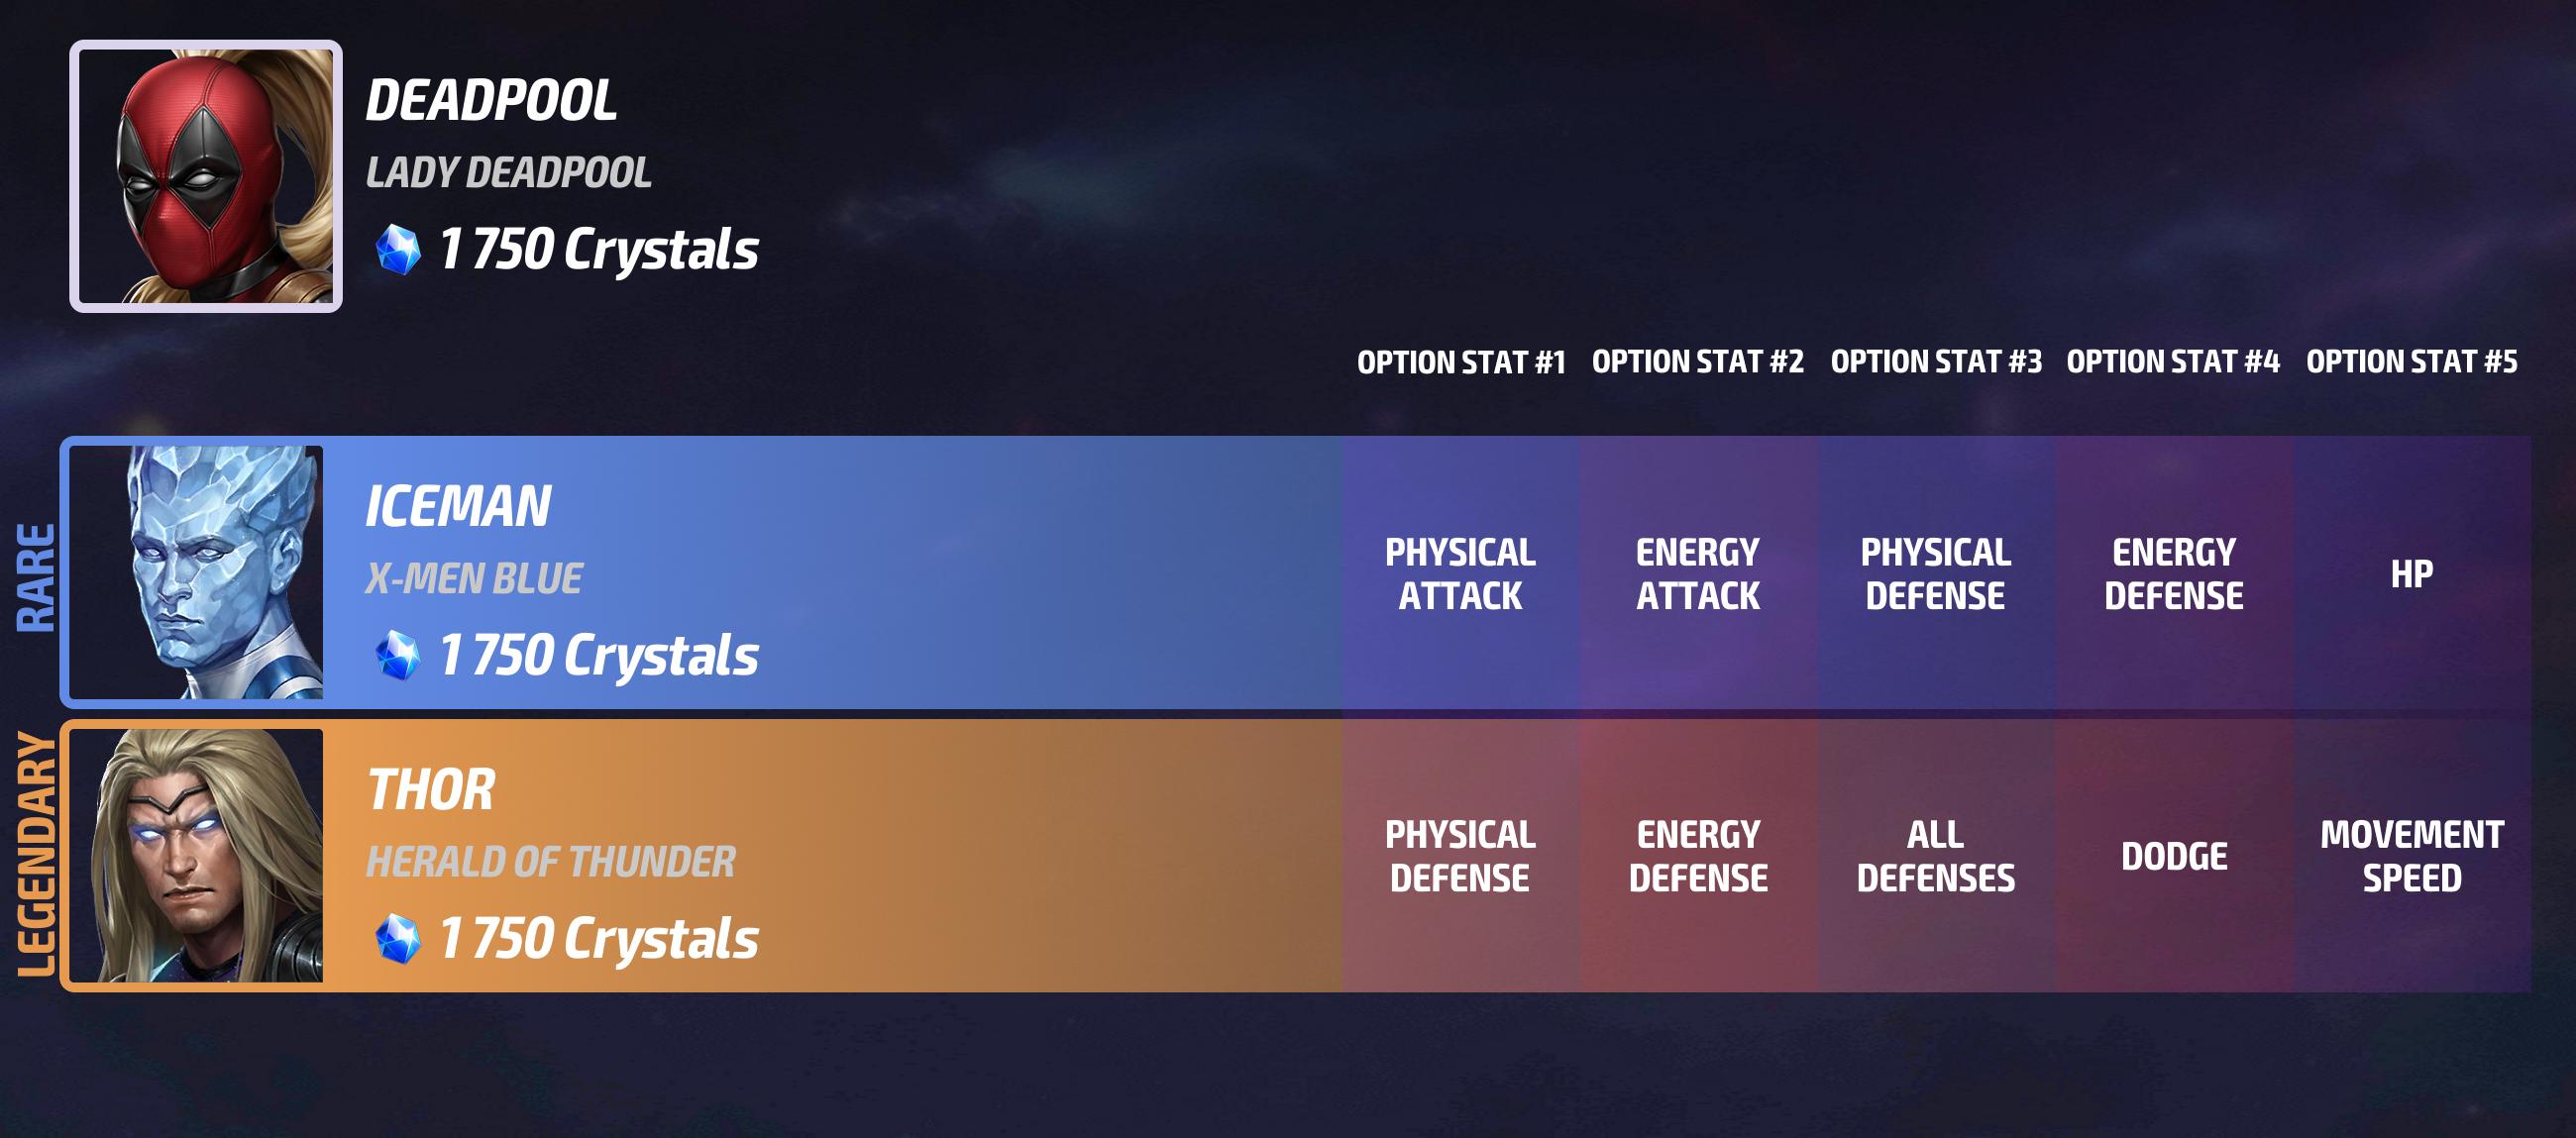 DEADPOOL
LADY DEADPOOL
1 750 Crystals
OPTION STAT #1 OPTION STAT #2 OPTION STAT #3 OPTION STAT #4 OPTION STAT #5
RARE
ICEMAN
X-MEN BLUE
1 750 Crystals
PHYSICAL
ATTACK
ENERGY
ATTACK
PHYSICAL
DEFENSE
ENERGY
DEFENSE
HP
LEGENDARY
THOR
HERALD OF THUNDER
1 750 Crystals
PHYSICAL
DEFENSE
ENERGY
DEFENSE
ALL
DEFENSES
DODGE
MOVEMENT
SPEED